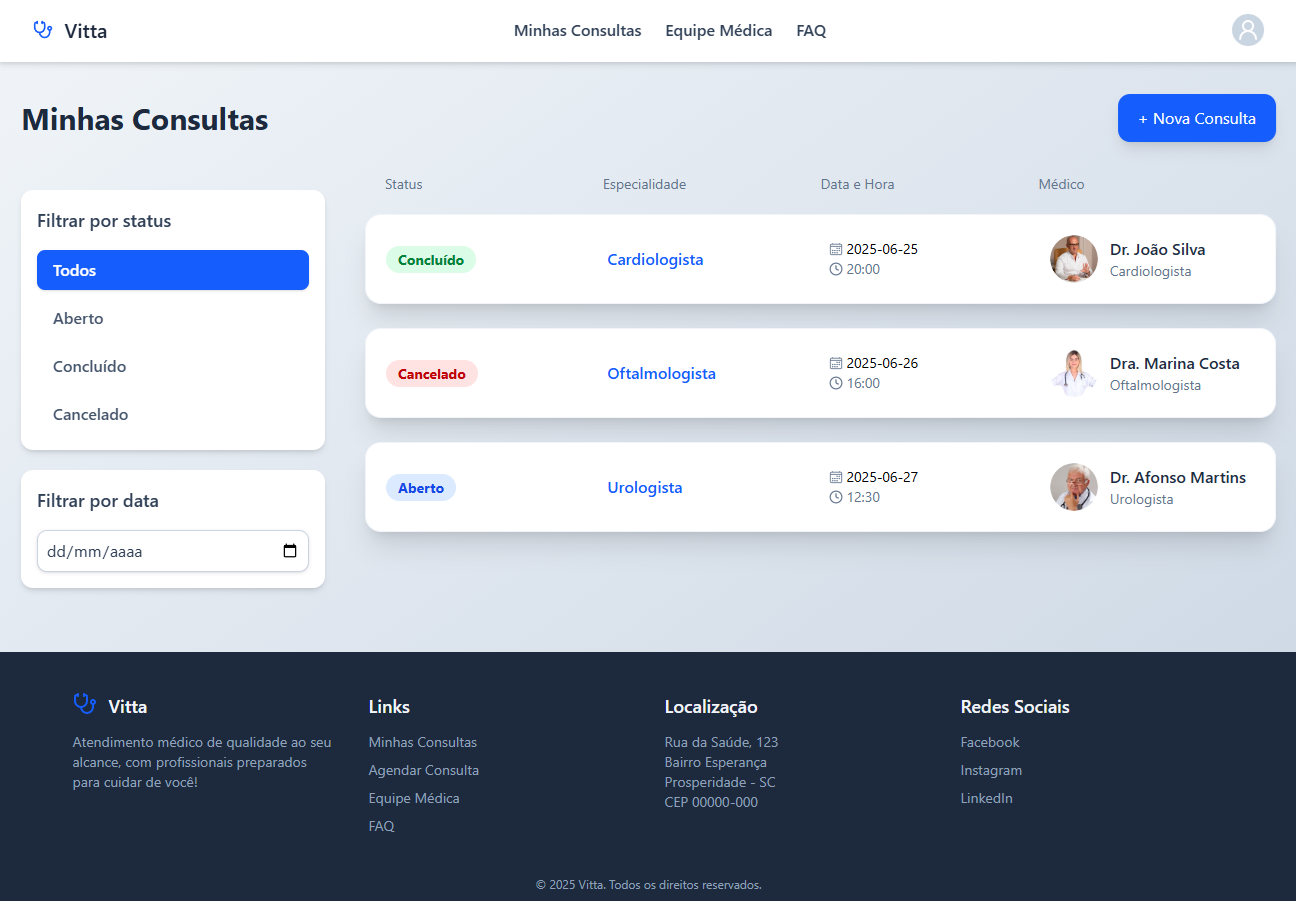 Vitta
Minhas Consultas
Equipe Médica
FAQ
Minhas Consultas
+ Nova Consulta
Filtrar por status
Todos
Aberto
Concluído
Cancelado
Filtrar por data
dd/mm/aaaa
Status Especialidade Data e Hora Médico
Concluído
Cardiologista
2025-06-25
20:00
Dr. João Silva
Cardiologista
Cancelado
Oftalmologista
2025-06-26
16:00
Dra. Marina Costa
Oftalmologista
Aberto
Urologista
2025-06-27
12:30
Dr. Afonso Martins
Urologista
Vitta
Atendimento médico de qualidade ao seu
alcance, com profissionais preparados
para cuidar de você!
Links
Minhas Consultas
Agendar Consulta
Equipe Médica
FAQ
Localização
Rua da Saúde, 123
Bairro Esperança
Prosperidade - SC
CEP 00000-000
Redes Sociais
Facebook
Instagram
LinkedIn
© 2025 Vitta. Todos os direitos reservados.